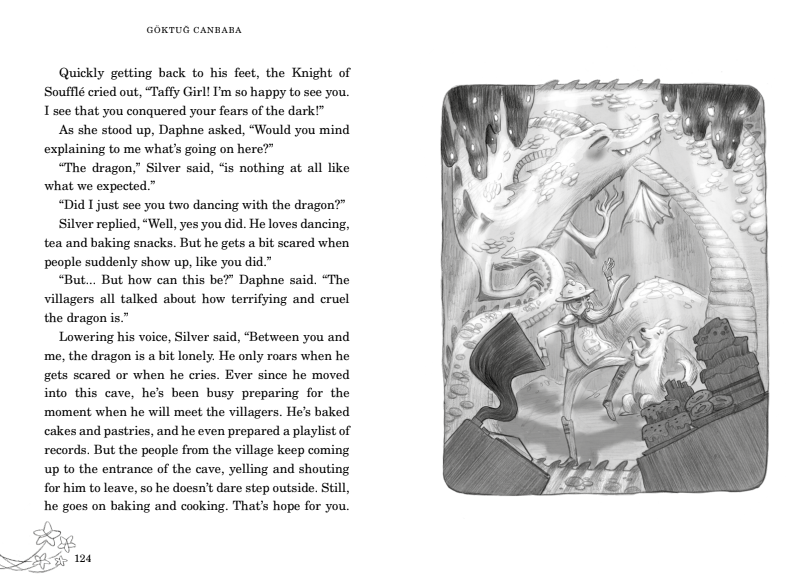 GÖKTUĞ CANBABA
Quickly getting back to his feet, the Knight of
Soufflé cried out, “Taffy Girl! I’m so happy to see you.
I see that you conquered your fears of the dark!”
As she stood up, Daphne asked, “Would you mind
explaining to me what’s going on here?”
“The dragon,” Silver said, “is nothing at all like
what we expected.”
“Did I just see you two dancing with the dragon?”
Silver replied, “Well, yes you did. He loves dancing,
tea and baking snacks. But he gets a bit scared when
people suddenly show up, like you did.”
“But... But how can this be?” Daphne said. “The
villagers all talked about how terrifying and cruel
the dragon is.”
Lowering his voice, Silver said, “Between you and
me, the dragon is a bit lonely. He only roars when he
gets scared or when he cries. Ever since he moved
into this cave, he’s been busy preparing for the
moment when he will meet the villagers. He’s baked
cakes and pastries, and he even prepared a playlist of
records. But the people from the village keep coming
up to the entrance of the cave, yelling and shouting
for him to leave, so he doesn’t dare step outside. Still,
he goes on baking and cooking. That’s hope for you.
124